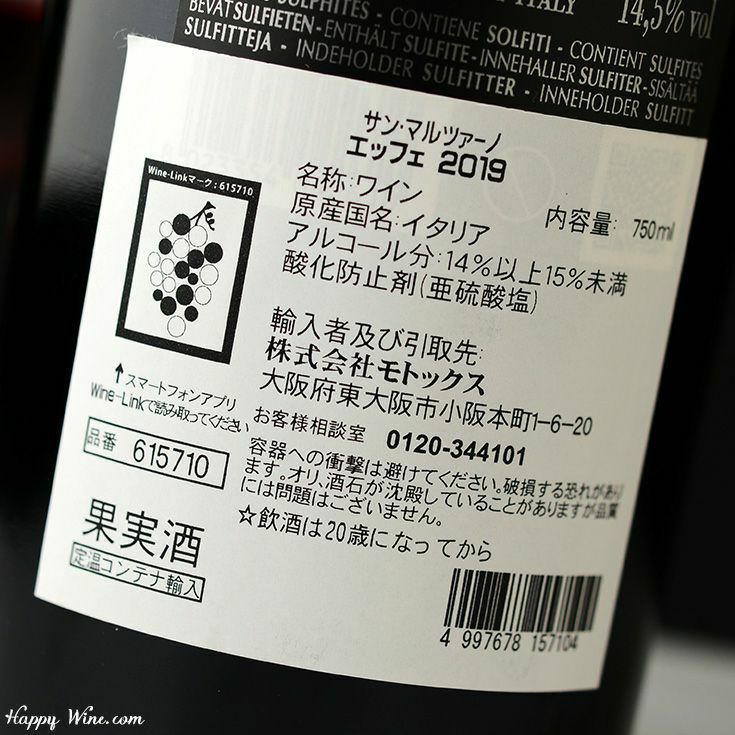 SULPHITES
ITALY 14,5% vol
BEVAT SULFIETEN - CONTIENE SOLFITI - CONTIENT SULFITES
SULFITTEJA - ENTHÄLT SULFITE - INNEHALLER SULFITER - SISÄLTÄÄ
INDEHOLDER SULFITTER - INNEHOLDER SULFITT
サン・マルツァーノ
エッフェ 2019
名称:ワイン
原産国名:イタリア 内容量: 750ml
アルコール分:14%以上15%未満
酸化防止剤(亜硫酸塩)
輸入者及び引取先:
株式会社モトックス
大阪府東大阪市小阪本町1-6-20
お客様相談室 0120-344101
容器への衝撃は避けてください。破損する恐れがあり
ます。オリ、酒石が沈殿していることがありますが品質
には問題はございません。
☆飲酒は20歳になってから
Wine-Linkマーク:615710
↑スマートフォンアプリ
Wine-Linkで読み取ってください
品番 615710
果実酒
定温コンテナ輸入
4 997678 157104
Happy Wine.com